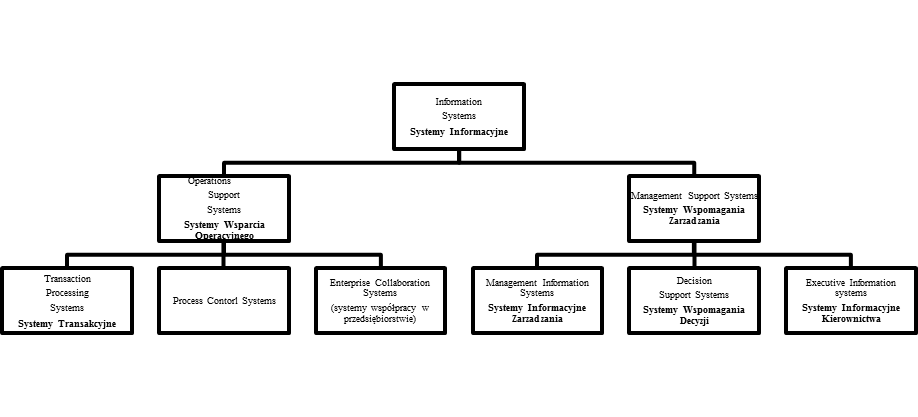 Information
Systems
Systemy Informacyjne
Operations
Support
Systems
Systemy Wsparcia
Operacyjnego
Management Support Systems
Systemy Wspomagania
Zarzadzania
Transaction
Processing
Systems
Systemy Transakcyjne
Process Contorl Systems
Enterprise Collaboration
Systems
(systemy współpracy w
przedsiębiorstwie)
Management Information
Systems
Systemy Informacyjne
Zarzadzania
Decision
Support Systems
Systemy Wspomagania
Decyzji
Executive Information
systems
Systemy Informacyjne
Kierownictwa